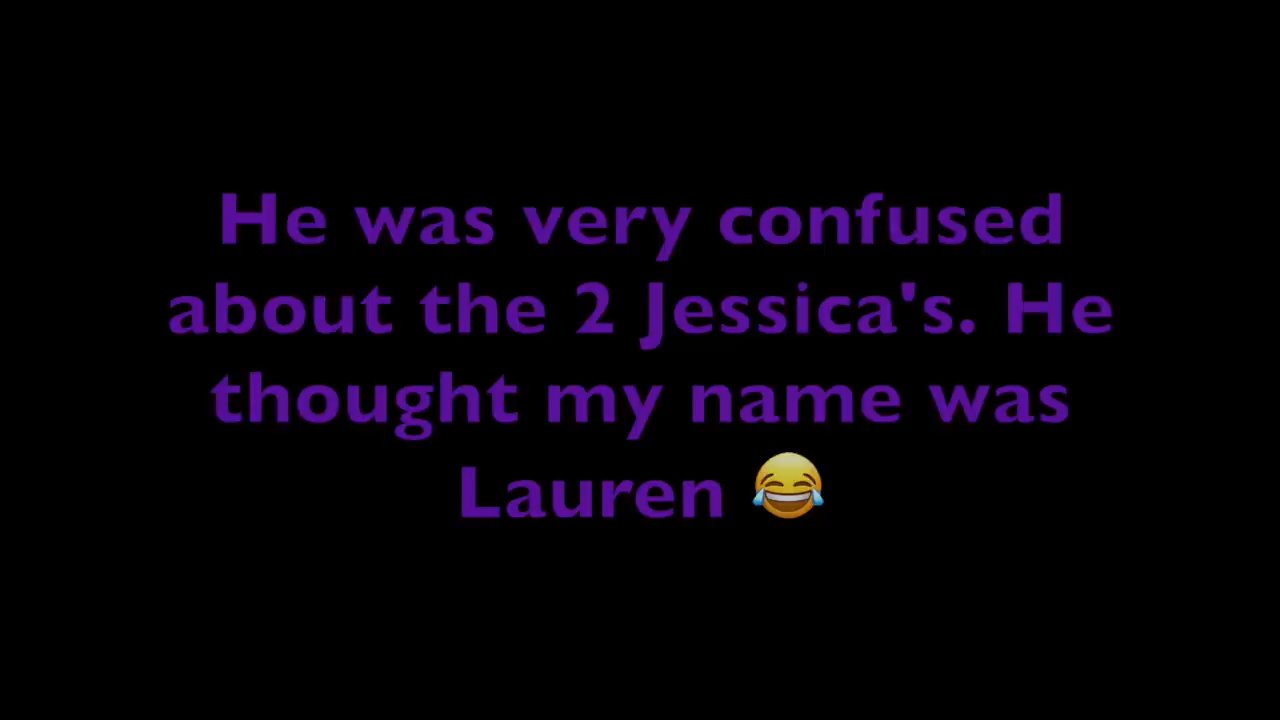 He was very confused
about the 2 Jessica's. He
thought my name was
Lauren 😂